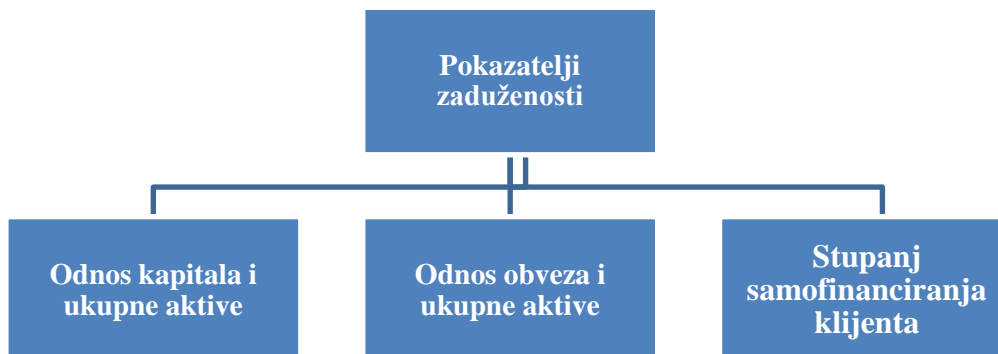 Pokazatelji
zaduženosti
Odnos kapitala i
ukupne aktive
Odnos obveza i
ukupne aktive
Stupanj
samofinanciranja
klijenta